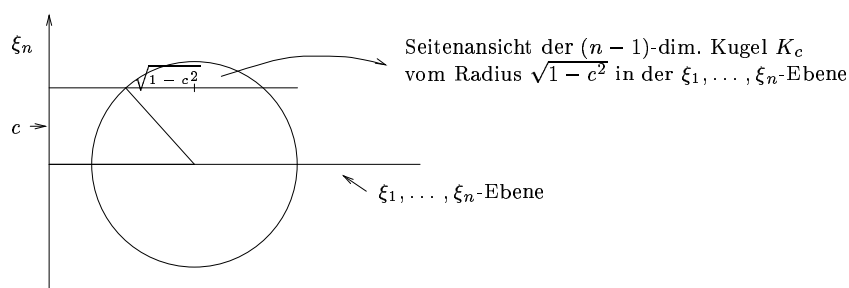 ξₙ
√1 − c²
Seitenansicht der (n − 1)-dim. Kugel K_c
vom Radius √1 − c² in der ξ₁, . . . , ξₙ-Ebene
c
ξ₁, . . . , ξₙ-Ebene